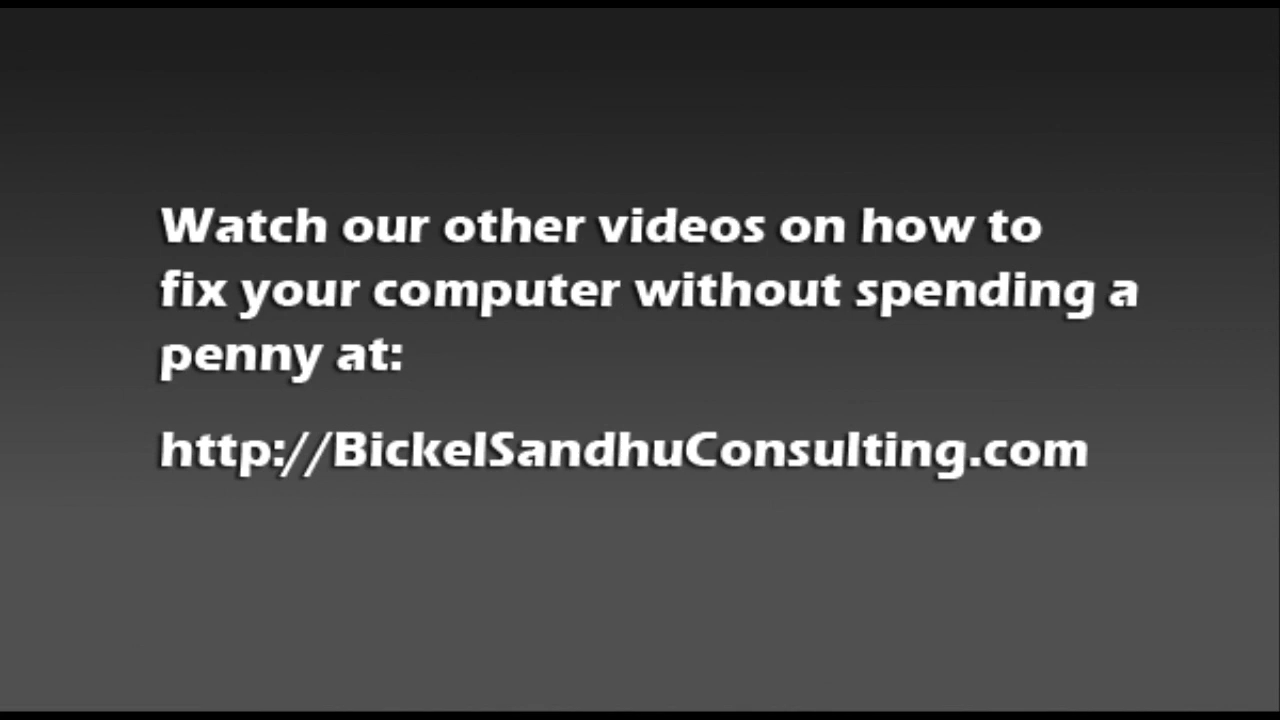 Watch our other videos on how to
fix your computer without spending a
penny at:
http://BickelSandhuConsulting.com